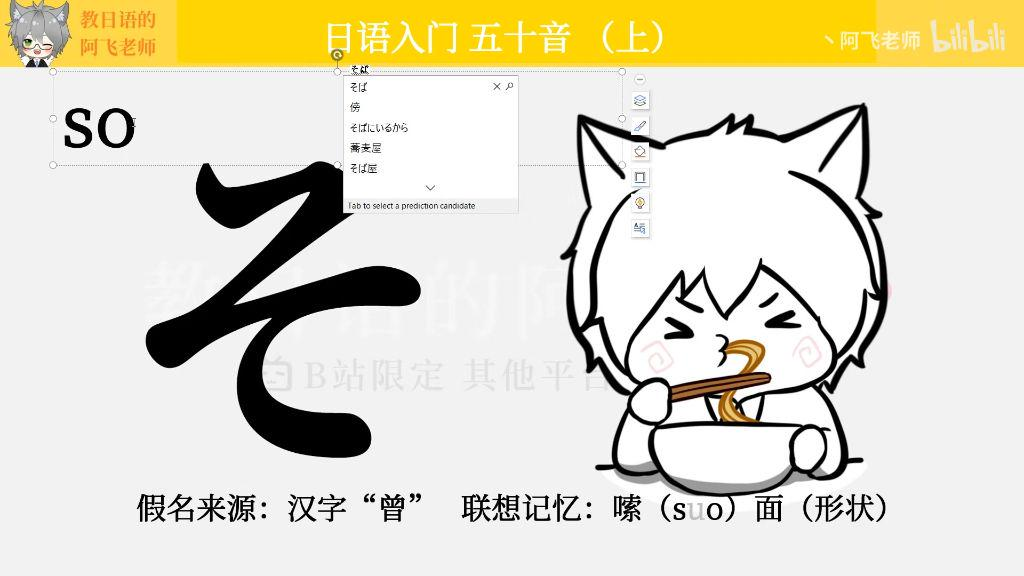 教日语的
阿飞老师
日语入门 五十音 （上）
丶阿飞老师 bilibili
so
そば
そば
傍
そばにいるから
蕎麦屋
そば屋
Tab to select a prediction candidate
そ
教日语的阿
B站限定 其他平台
假名来源：汉字“曾” 联想记忆：嗦（suo）面（形状）